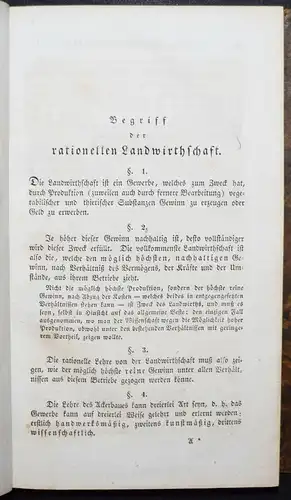 Begriff
der
rationellen Landwirthschaft.
§. 1.
Die Landwirthschaft ist ein Gewerbe, welches zum Zweck hat,
durch Produktion (zuweilen auch durch fernere Bearbeitung) vege-
tabilischer und thierischer Substanzen Gewinn zu erzeugen oder
Geld zu erwerben.
§. 2.
Je höher dieser Gewinn nachhaltig ist, desto vollständiger
wird dieser Zweck erfüllt. Die vollkommenste Landwirthschaft ist
also die, welche den möglich höchsten, nachhaltigen Ge-
winn, nach Verhältniß des Vermögens, der Kräfte und der Um-
stände, aus ihrem Betriebe zieht.
Nicht die möglich höchste Produktion, sondern der höchste reine
Gewinn, nach Abzug der Kosten — welches beides in entgegengesetzten
Verhältnissen stehen kann — ist Zweck des Landwirths, und muß es
seyn, selbst in Hinsicht auf das allgemeine Beste: den einzigen Fall
ausgenommen, wo man der Wissenschaft wegen die Möglichkeit hoher
Produktion, obwohl unter den bestehenden Verhältnissen mit geringe-
rem Vortheil, zeigen wollte.
§. 3.
Die rationelle Lehre von der Landwirthschaft muß also zei-
gen, wie der möglich höchste reine Gewinn unter allen Verhält-
nissen aus diesem Betriebe gezogen werden könne.
§. 4.
Die Lehre des Ackerbaues kann dreierlei Art seyn, d. h. das
Gewerbe kann auf dreierlei Weise gelehrt und erlernt werden:
erstlich handwerksmäßig, zweitens kunstmäßig, drittens
wissenschaftlich.
A *